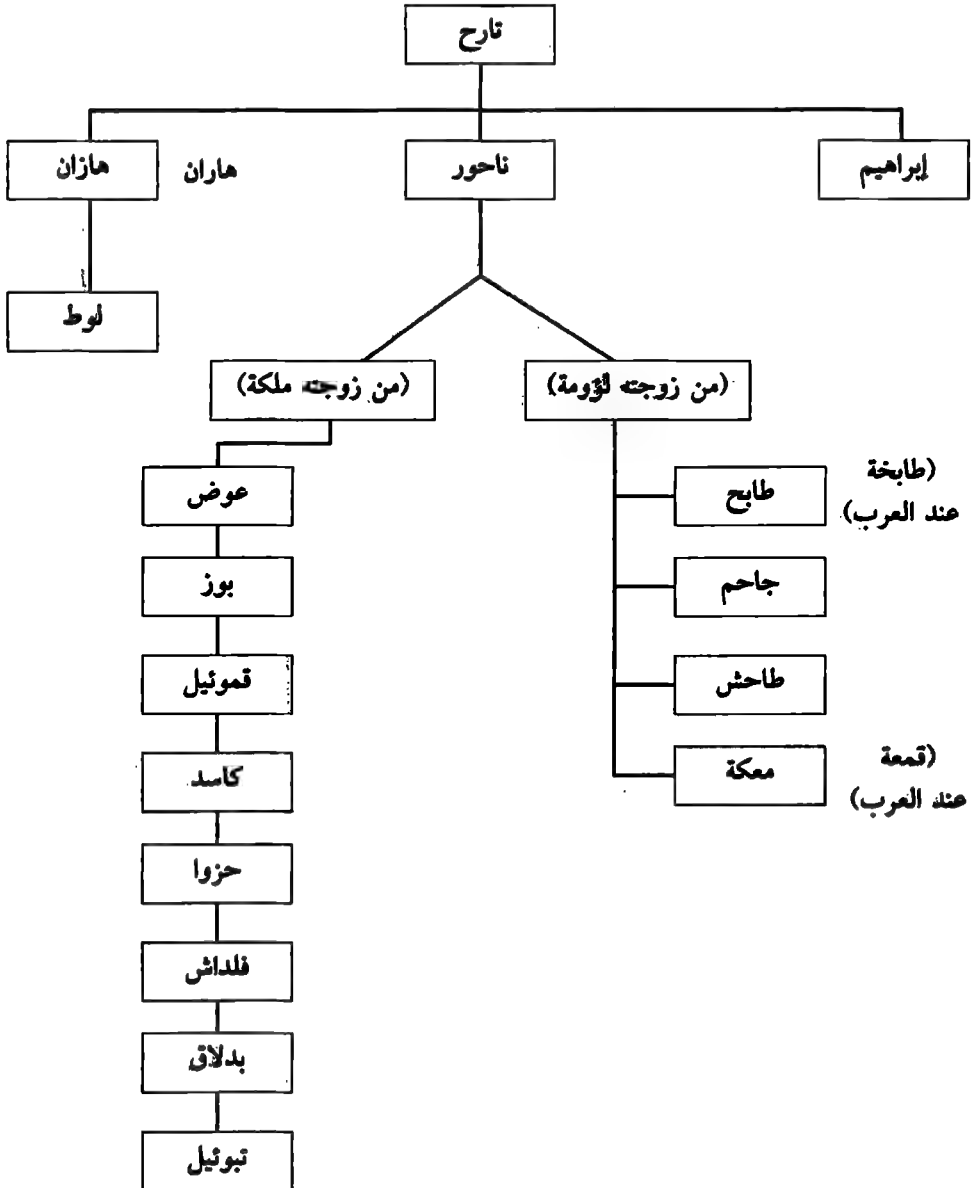 تارح
إبراهيم
ناحور
هاران
هازان
لوط
(من زوجته لؤومة)
(من زوجته ملكة)
(طابخة
عند العرب)
طابح
جاحم
طاحش
معكة
(قمعة
عند العرب)
عوض
بوز
قموئيل
كاسد
حزوا
فلداش
بدلاق
تبوئيل